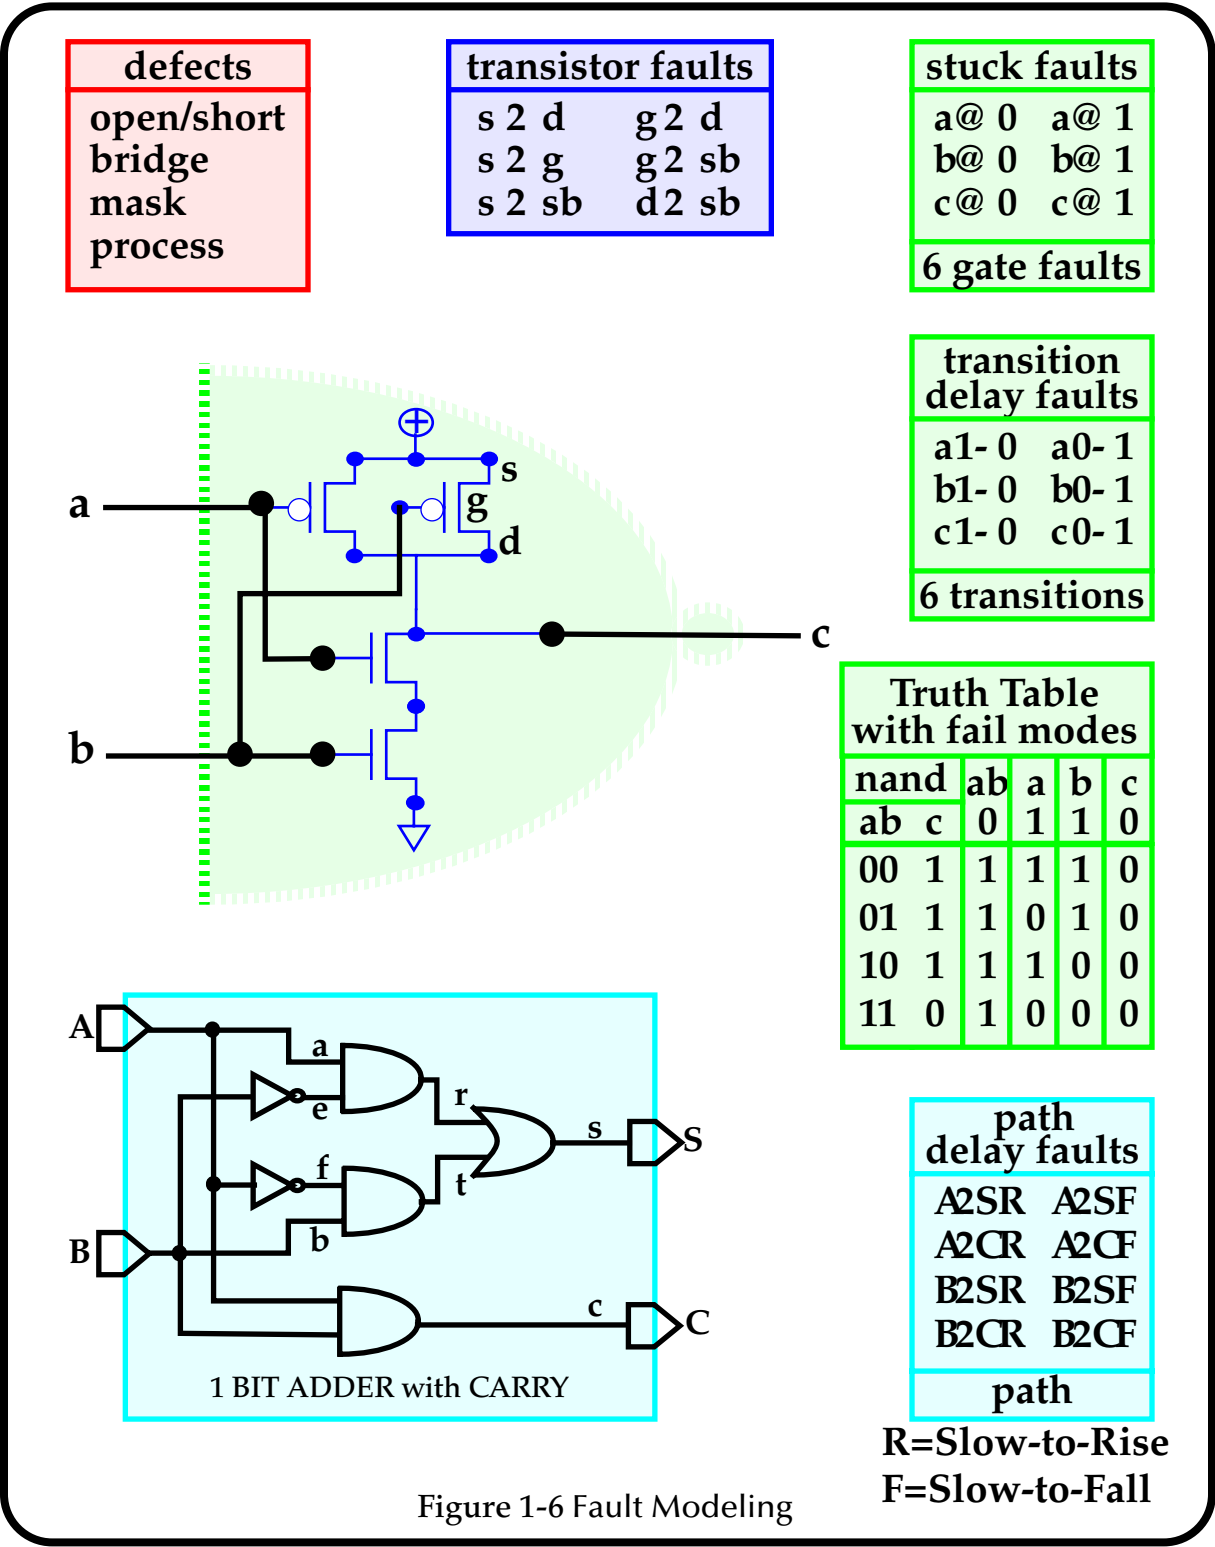 defects
open/short
bridge
mask
process
transistor faults
s 2 d g 2 d
s 2 g g 2 sb
s 2 sb d 2 sb
stuck faults
a@ 0 a@ 1
b@ 0 b@ 1
c@ 0 c@ 1
6 gate faults
transition
delay faults
a1- 0 a0- 1
b1- 0 b0- 1
c1- 0 c0- 1
6 transitions
s
g
d
a
b
c
Truth Table
with fail modes
nand ab a b c
ab c 0 1 1 0
00 1 1 1 1 0
01 1 1 0 1 0
10 1 1 1 0 0
11 0 1 0 0 0
A
a
e
r
s
S
f
t
B
b
c
C
1 BIT ADDER with CARRY
path
delay faults
A2SR A2SF
A2CR A2CF
B2SR B2SF
B2CR B2CF
path
R=Slow-to-Rise
F=Slow-to-Fall
Figure 1-6 Fault Modeling